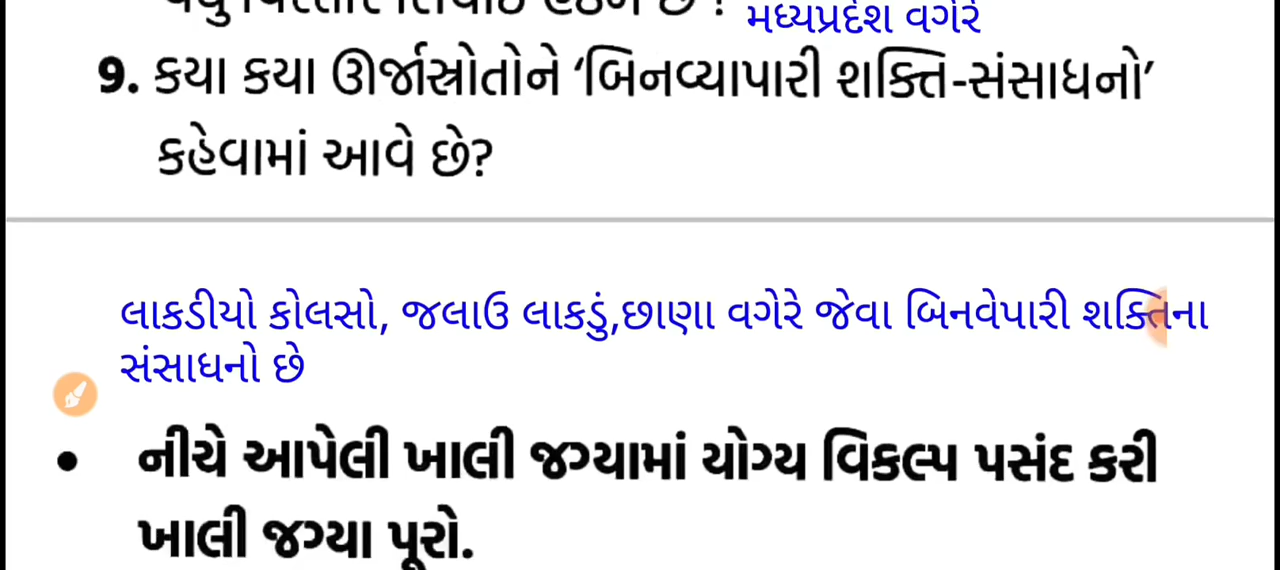 મધ્યપ્રદેશ વગેરે
9. કયા કયા ઊર્જાસ્રોતોને ‘બિનવ્યાપારી શક્તિ-સંસાધનો’
કહેવામાં આવે છે?
લાકડીયો કોલસો, જલાઉ લાકડું,છાણા વગેરે જેવા બિનવેપારી શક્તિના
સંસાધનો છે
• નીચે આપેલી ખાલી જગ્યામાં યોગ્ય વિકલ્પ પસંદ કરી
ખાલી જગ્યા પૂરો.